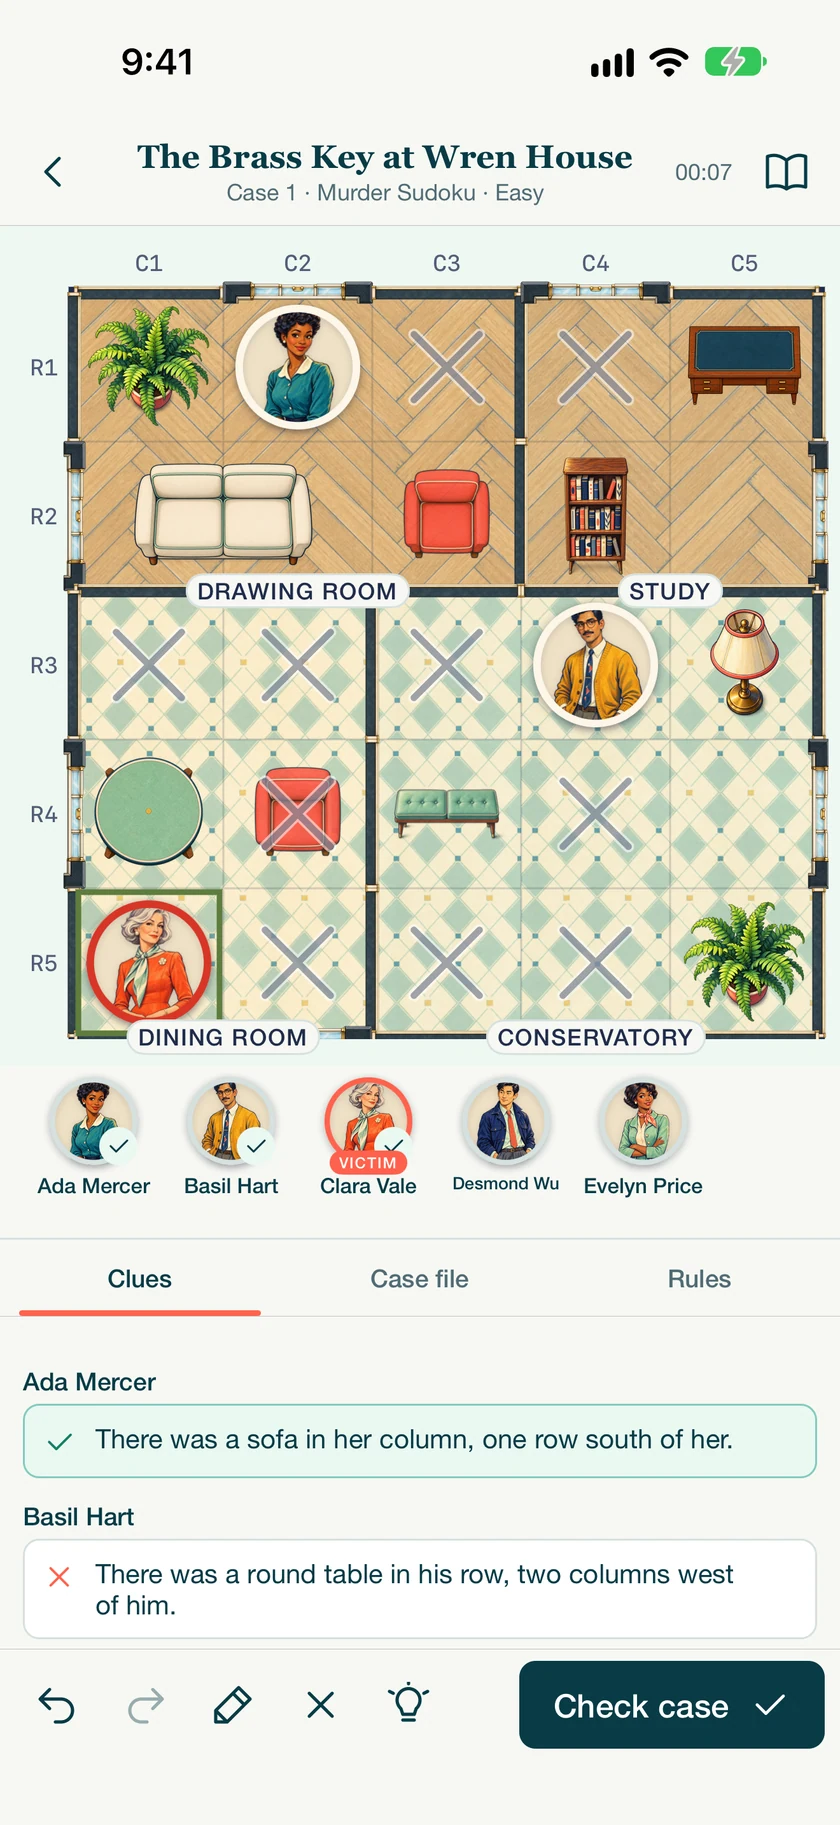 9:41
The Brass Key at Wren House
Case 1 · Murder Sudoku · Easy
00:07
C1 C2 C3 C4 C5
R1
R2
DRAWING ROOM STUDY
R3
R4
R5
DINING ROOM CONSERVATORY
VICTIM
Ada Mercer Basil Hart Clara Vale Desmond Wu Evelyn Price
Clues Case file Rules
Ada Mercer
There was a sofa in her column, one row south of her.
Basil Hart
There was a round table in his row, two columns west
of him.
Check case